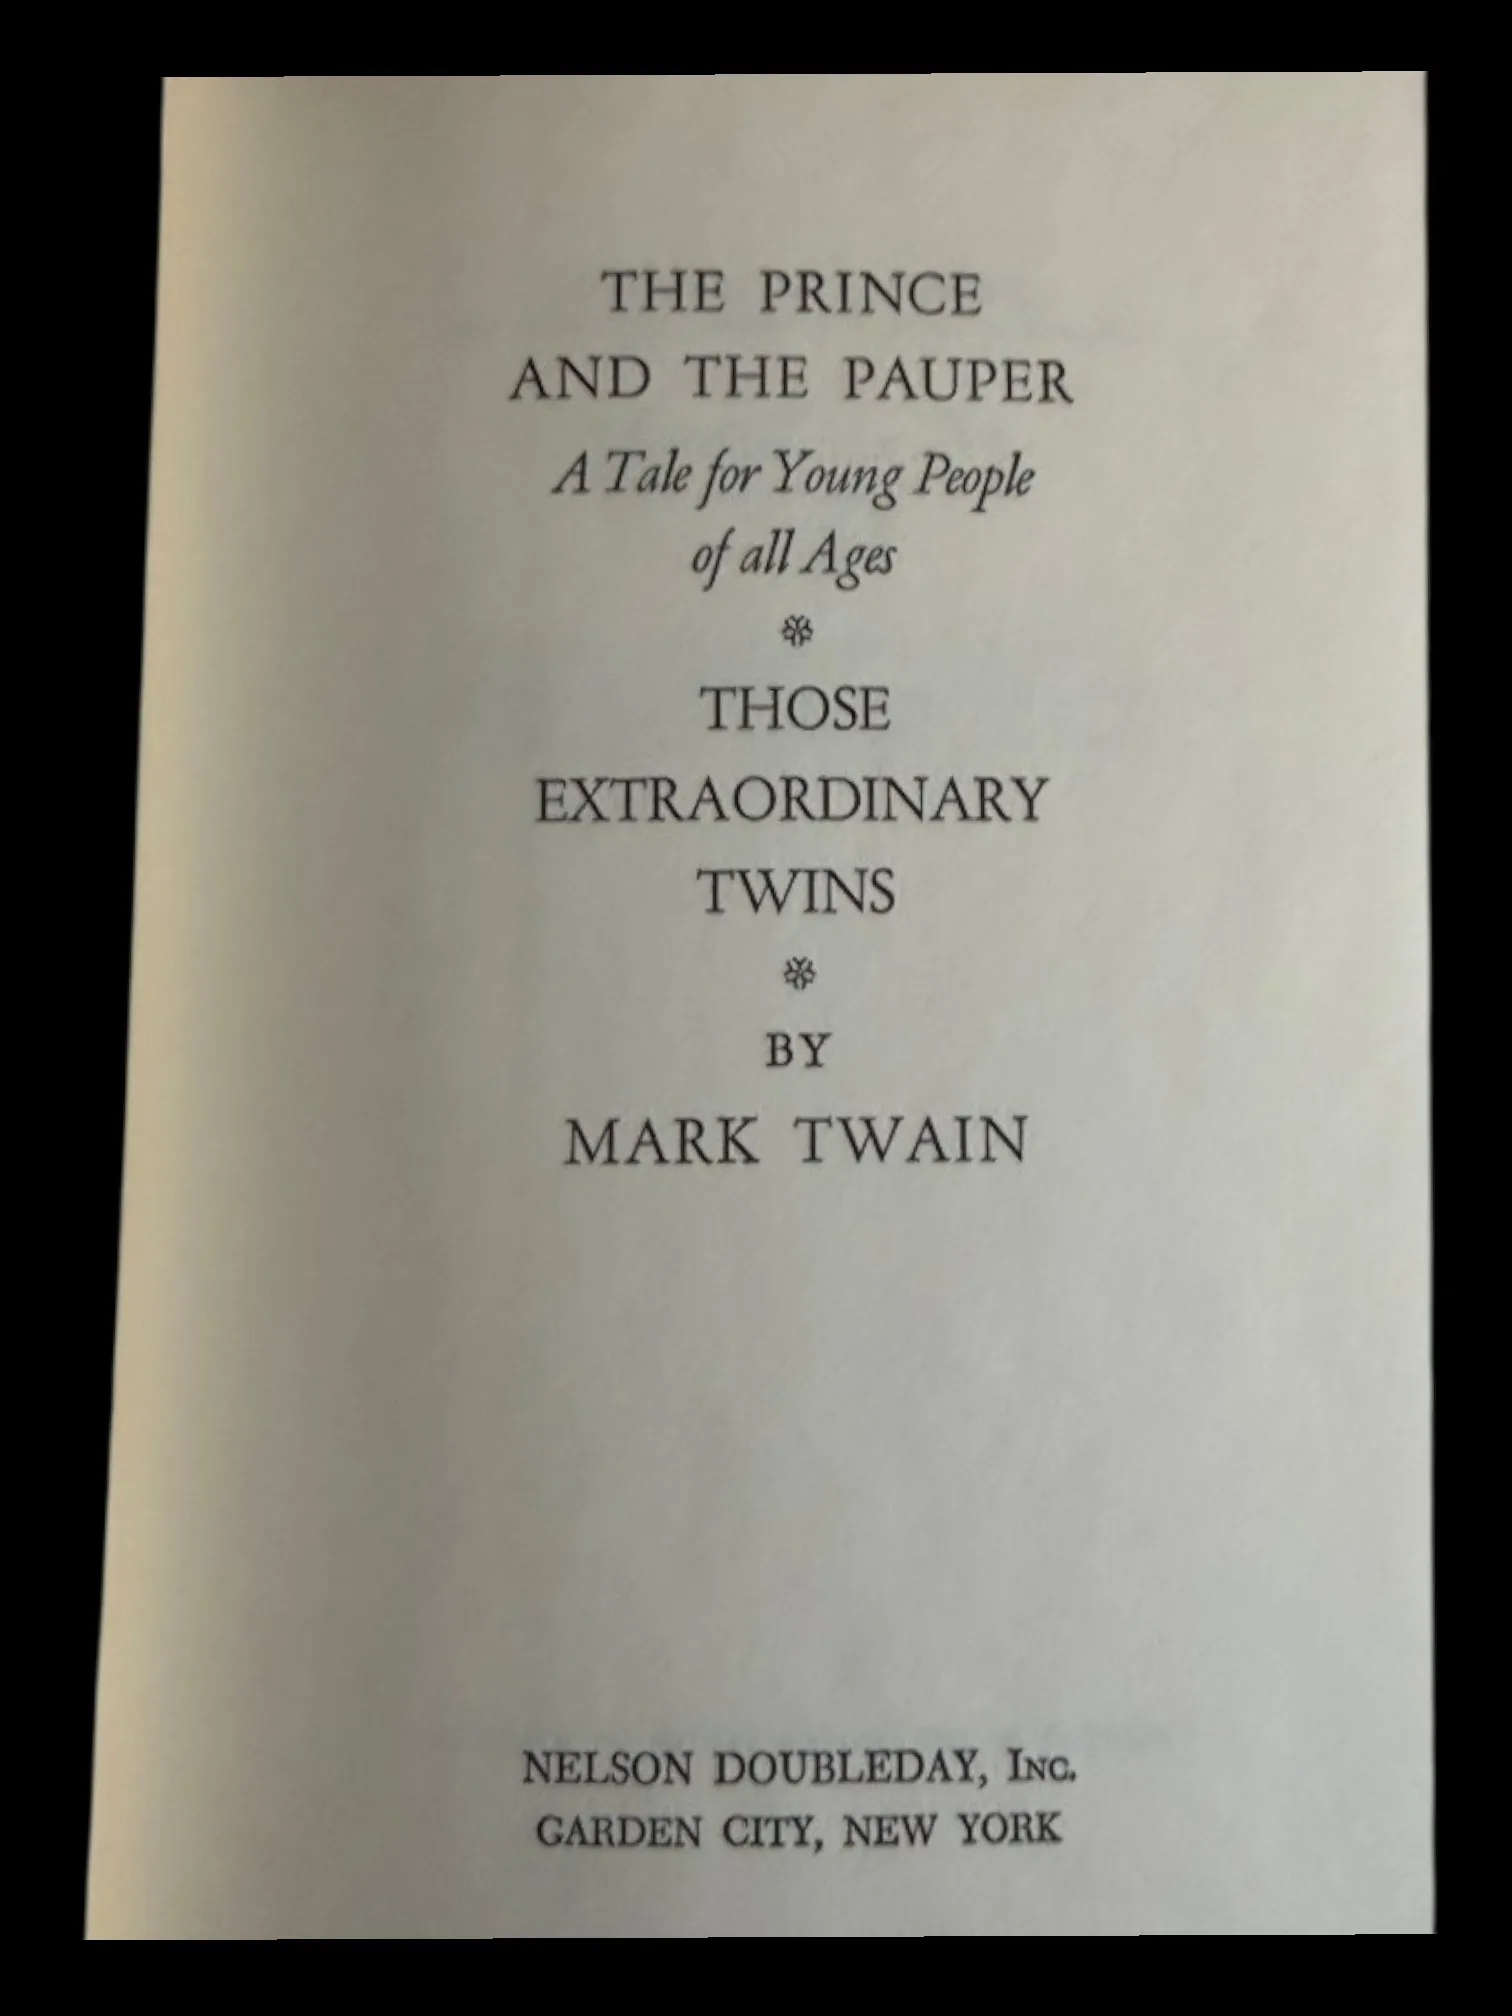 THE PRINCE
AND THE PAUPER
A Tale for Young People
of all Ages
THOSE
EXTRAORDINARY
TWINS
BY
MARK TWAIN
NELSON DOUBLEDAY, INC.
GARDEN CITY, NEW YORK